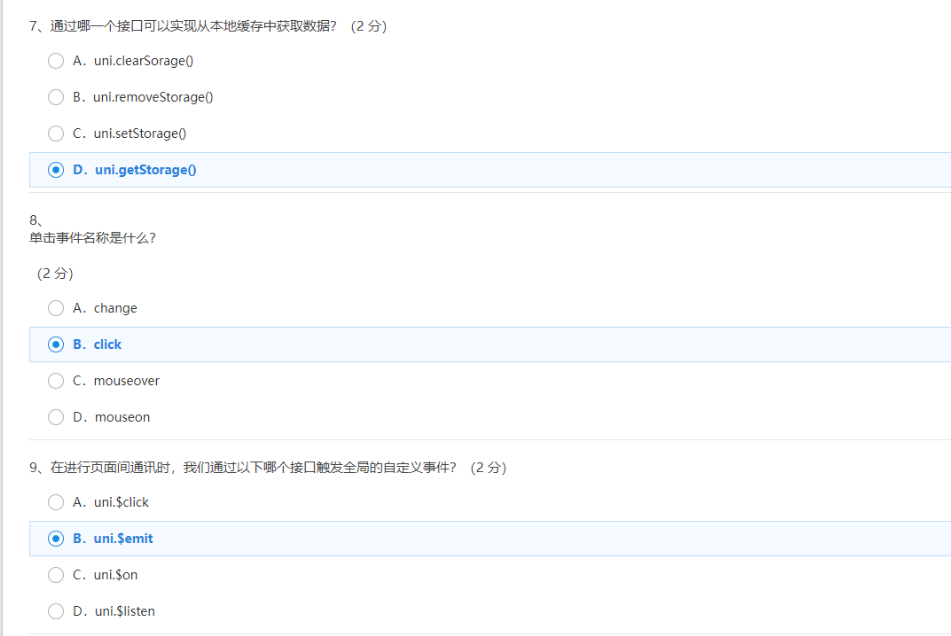 7、通过哪一个接口可以实现从本地缓存中获取数据？ (2 分)
A. uni.clearSorage()
B. uni.removeStorage()
C. uni.setStorage()
D. uni.getStorage()
8、
单击事件名称是什么？
(2 分)
A. change
B. click
C. mouseover
D. mouseon
9、在进行页面间通讯时，我们通过以下哪个接口触发全局的自定义事件？ (2 分)
A. uni.$click
B. uni.$emit
C. uni.$on
D. uni.$listen